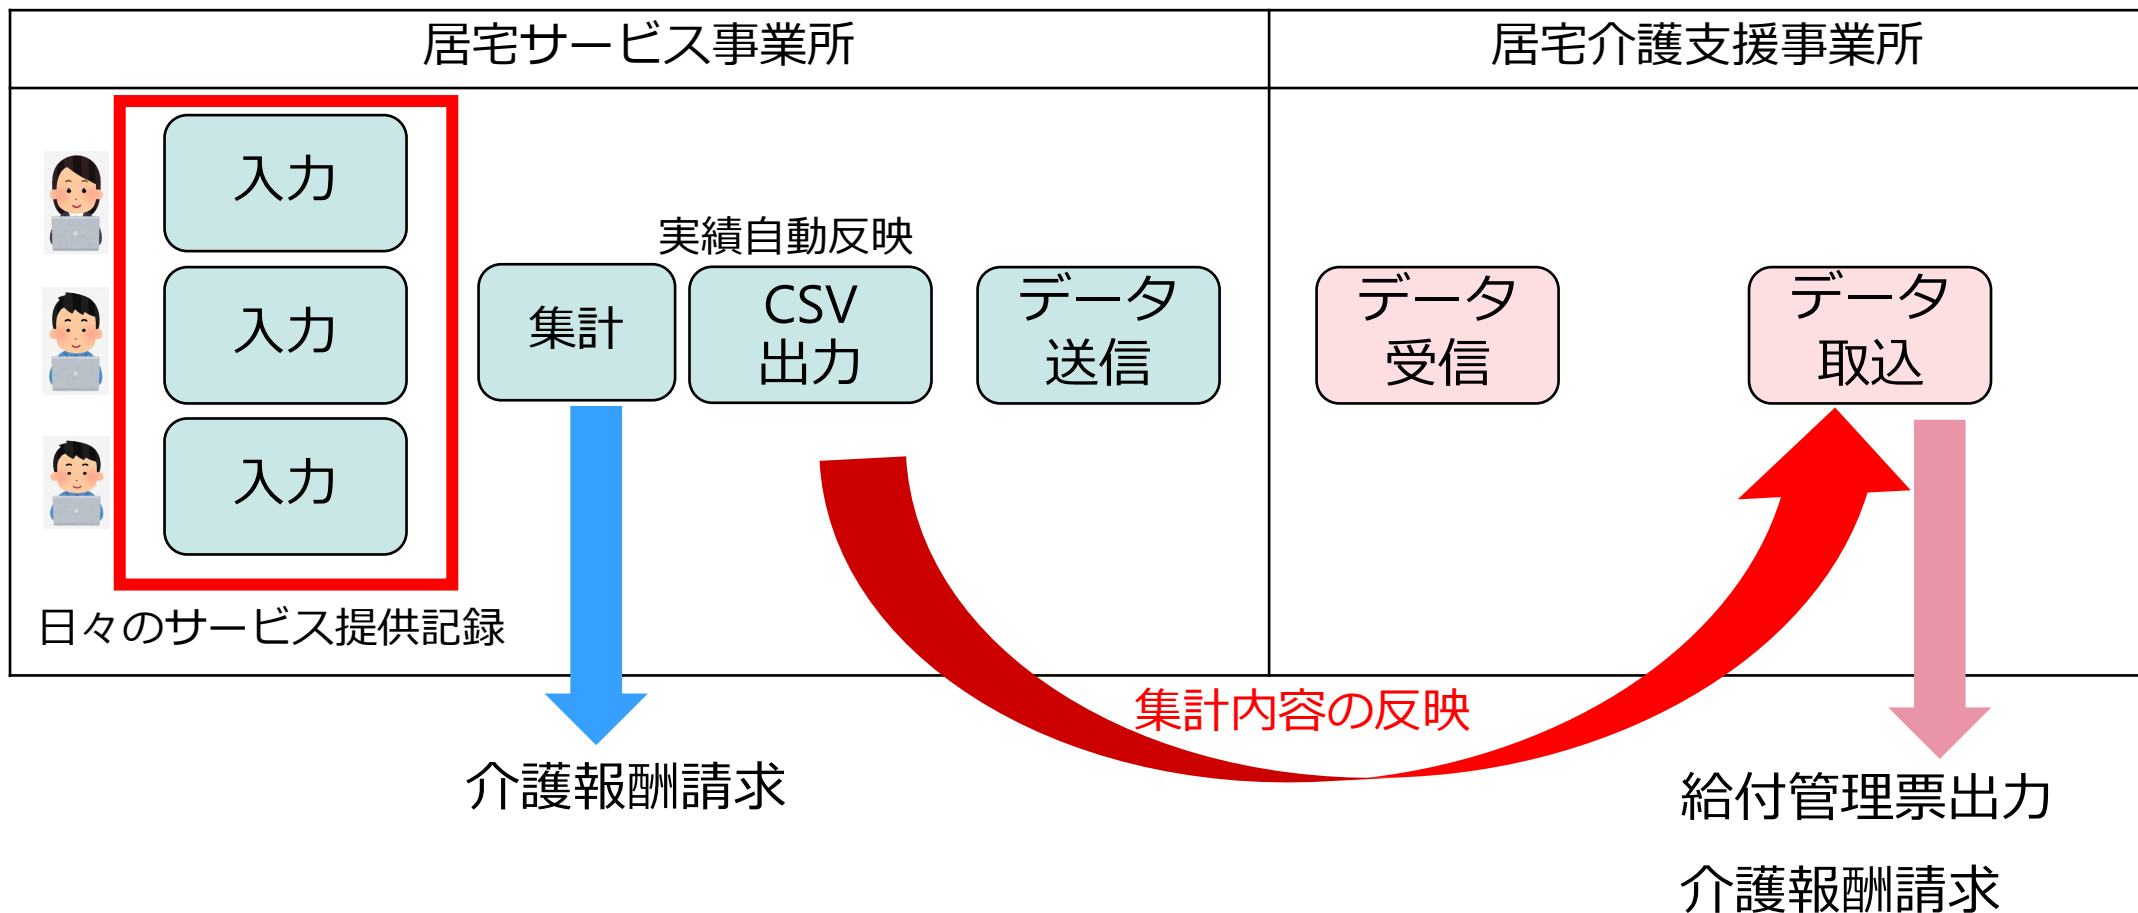 居宅サービス事業所
居宅介護支援事業所
入力
入力
入力
日々のサービス提供記録
集計
実績自動反映
CSV
出力
データ
送信
データ
受信
データ
取込
集計内容の反映
介護報酬請求
給付管理票出力
介護報酬請求